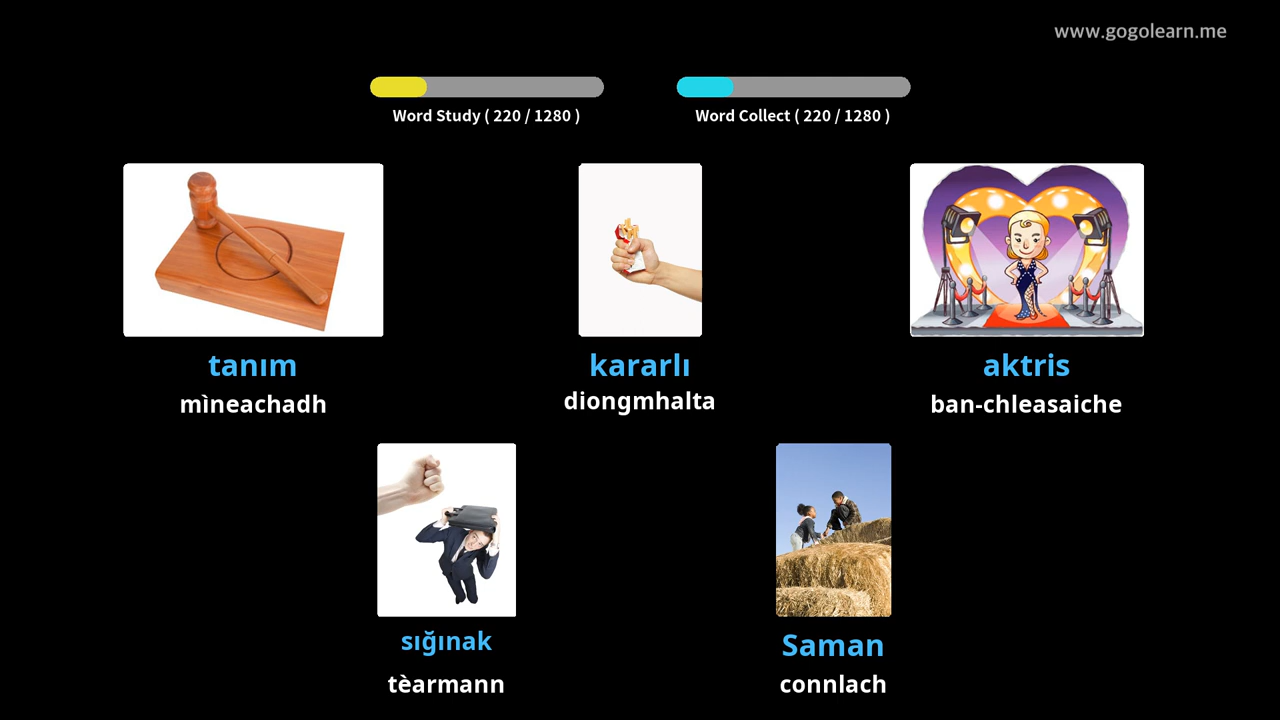 www.gogolearn.me
Word Study ( 220 / 1280 )
Word Collect ( 220 / 1280 )
tanım
mìneachadh
kararlı
diongmhalta
aktris
ban-chleasaiche
sığınak
tèarmann
Saman
connlach